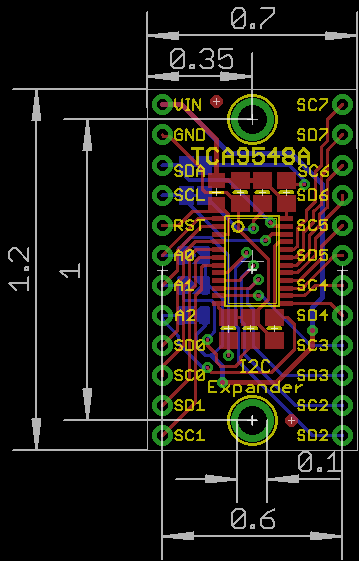 0.7
0.35
VIN SC7
GND SD7
TCA9548A
SDA SC6
SCL SD6
RST SC5
A0 SD5
1.2
1
A1 SC4
A2 SD4
SD0 SC3
I2C
SC0 SD3
Expander
SD1 SC2
SC1 SD2
0.1
0.6